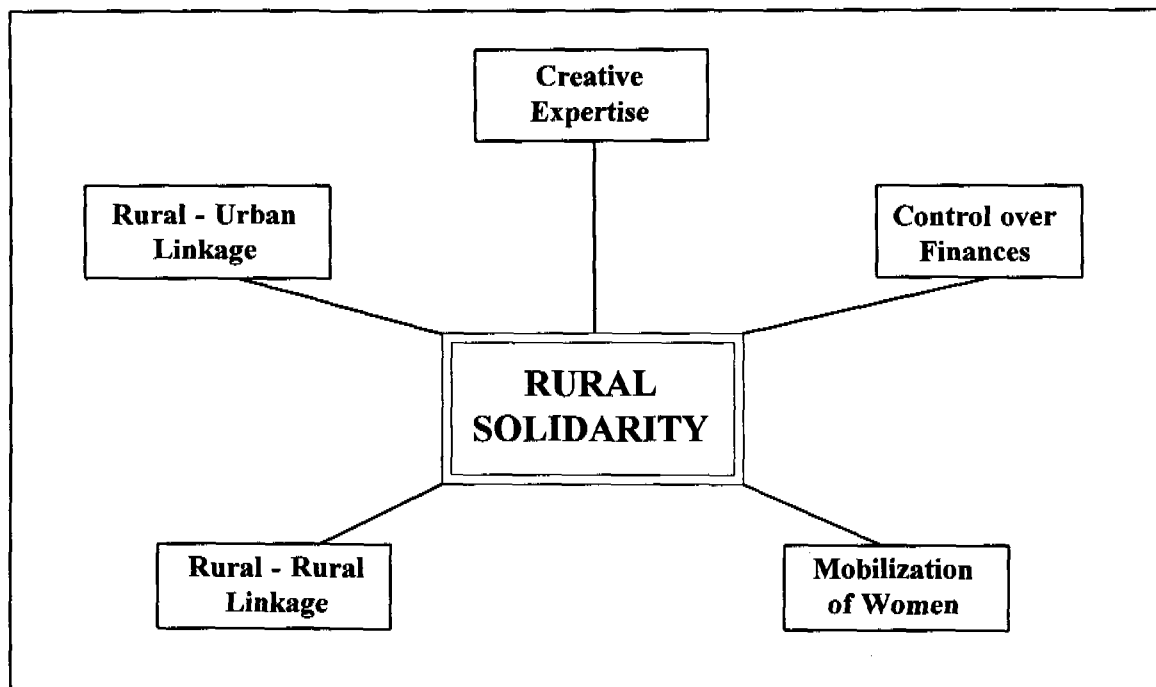 Creative
Expertise
Rural - Urban
Linkage
Control over
Finances
RURAL
SOLIDARITY
Rural - Rural
Linkage
Mobilization
of Women